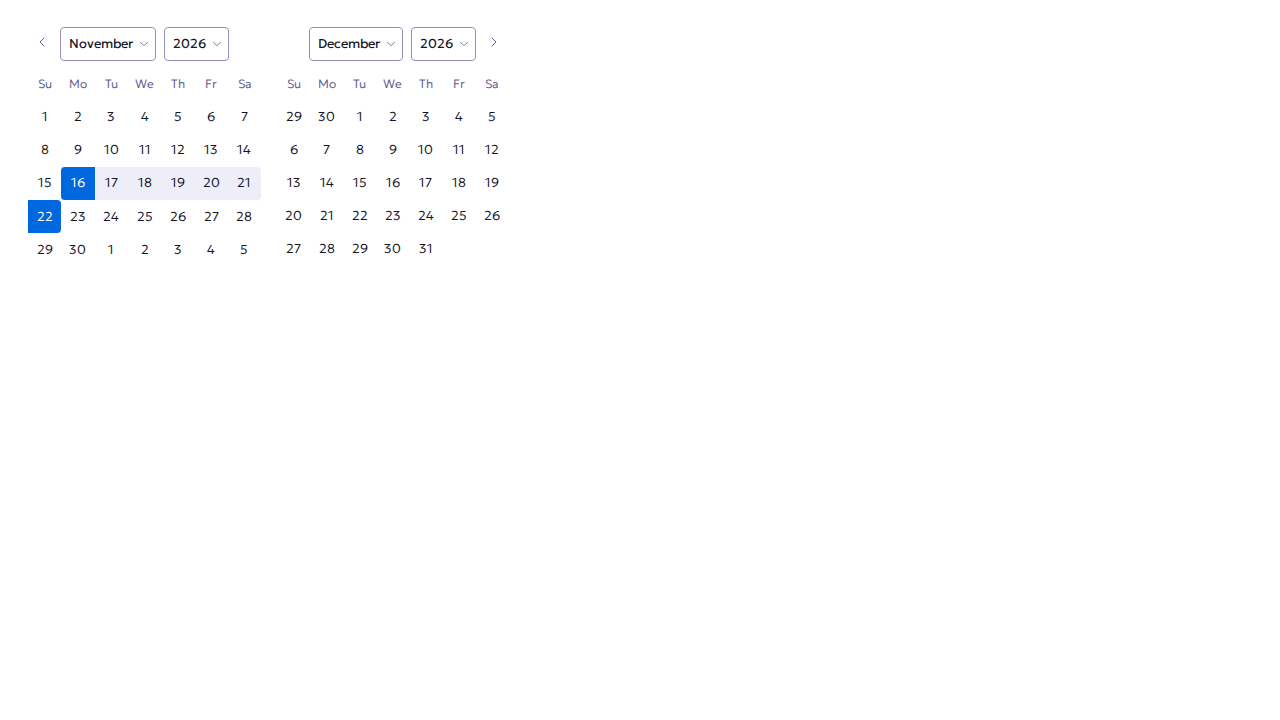 November 2026
Su Mo Tu We Th Fr Sa
1 2 3 4 5 6 7
8 9 10 11 12 13 14
15 16 17 18 19 20 21
22 23 24 25 26 27 28
29 30 1 2 3 4 5
December 2026
Su Mo Tu We Th Fr Sa
29 30 1 2 3 4 5
6 7 8 9 10 11 12
13 14 15 16 17 18 19
20 21 22 23 24 25 26
27 28 29 30 31